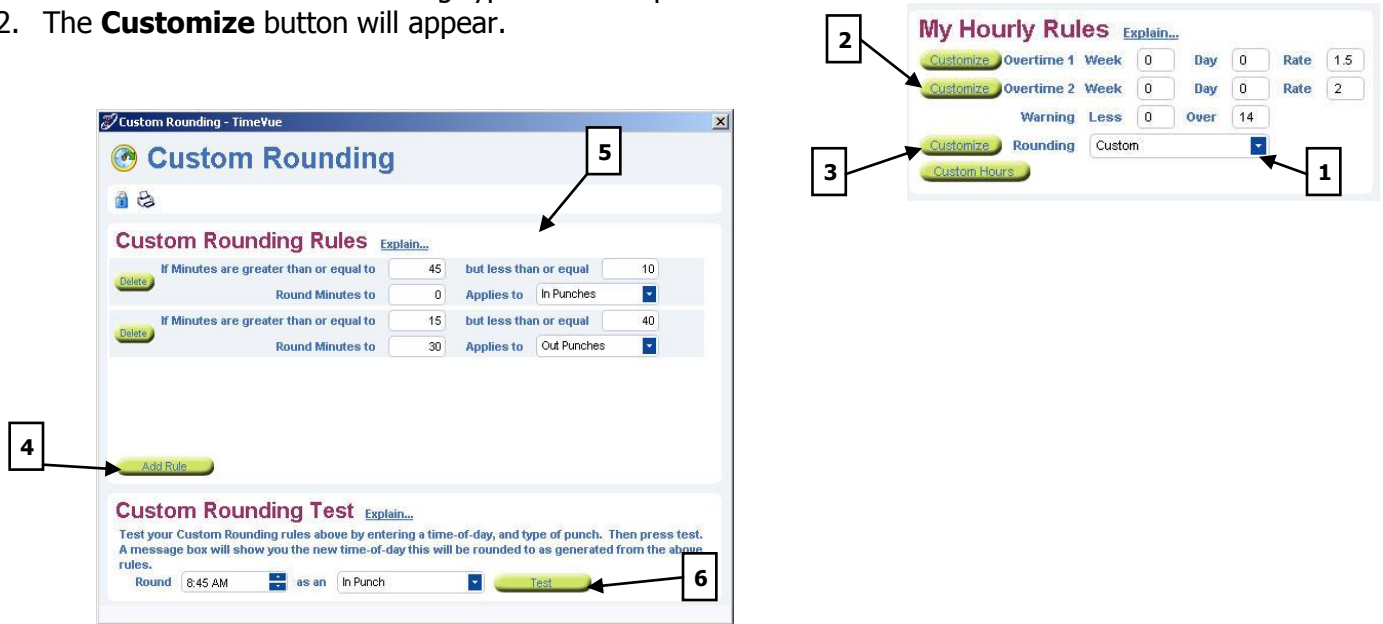 2. The Customize button will appear.
My Hourly Rules Explain...
2
Customize Overtime 1 Week 0 Day 0 Rate 1.5
Customize Overtime 2 Week 0 Day 0 Rate 2
Warning Less 0 Over 14
Customize Rounding Custom
3
1
Custom Hours
Custom Rounding - TimeVue
Custom Rounding
5
Custom Rounding Rules Explain...
If Minutes are greater than or equal to 45 but less than or equal 10
Delete
Round Minutes to 0 Applies to In Punches
If Minutes are greater than or equal to 15 but less than or equal 40
Delete
Round Minutes to 30 Applies to Out Punches
4
Add Rule
Custom Rounding Test Explain...
Test your Custom Rounding rules above by entering a time-of-day, and type of punch. Then press test.
A message box will show you the new time-of-day this will be rounded to as generated from the above
rules.
Round 8:45 AM as an In Punch Test
6